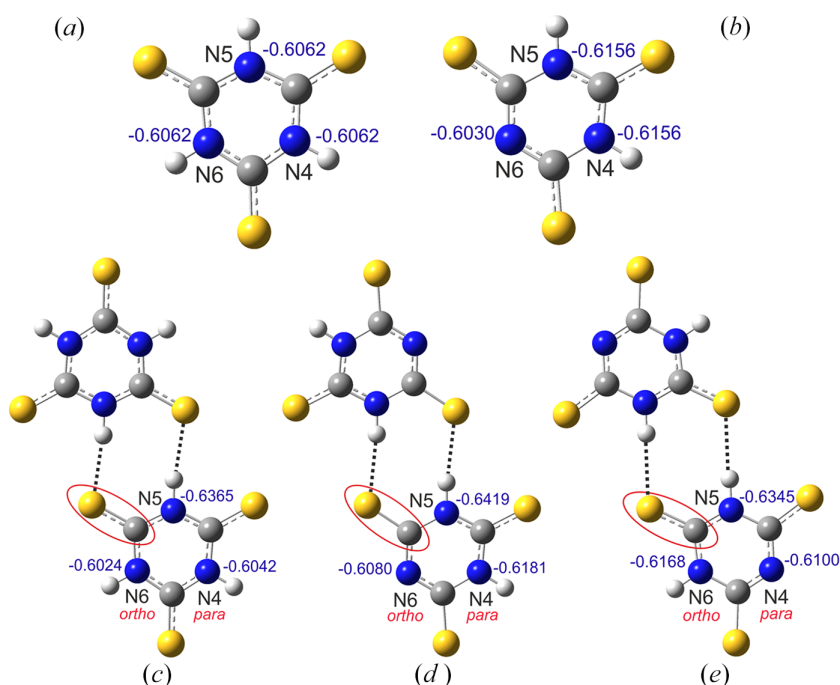 (a)
(b)
N5 -0.6062
-0.6062 -0.6062
N6 N4
N5 -0.6156
-0.6030 -0.6156
N6 N4
N5 -0.6365
-0.6024 -0.6042
N6 N4
ortho para
(c)
N5 -0.6419
-0.6080 -0.6181
N6 N4
ortho para
(d)
N5 -0.6345
-0.6168 -0.6100
N6 N4
ortho para
(e)